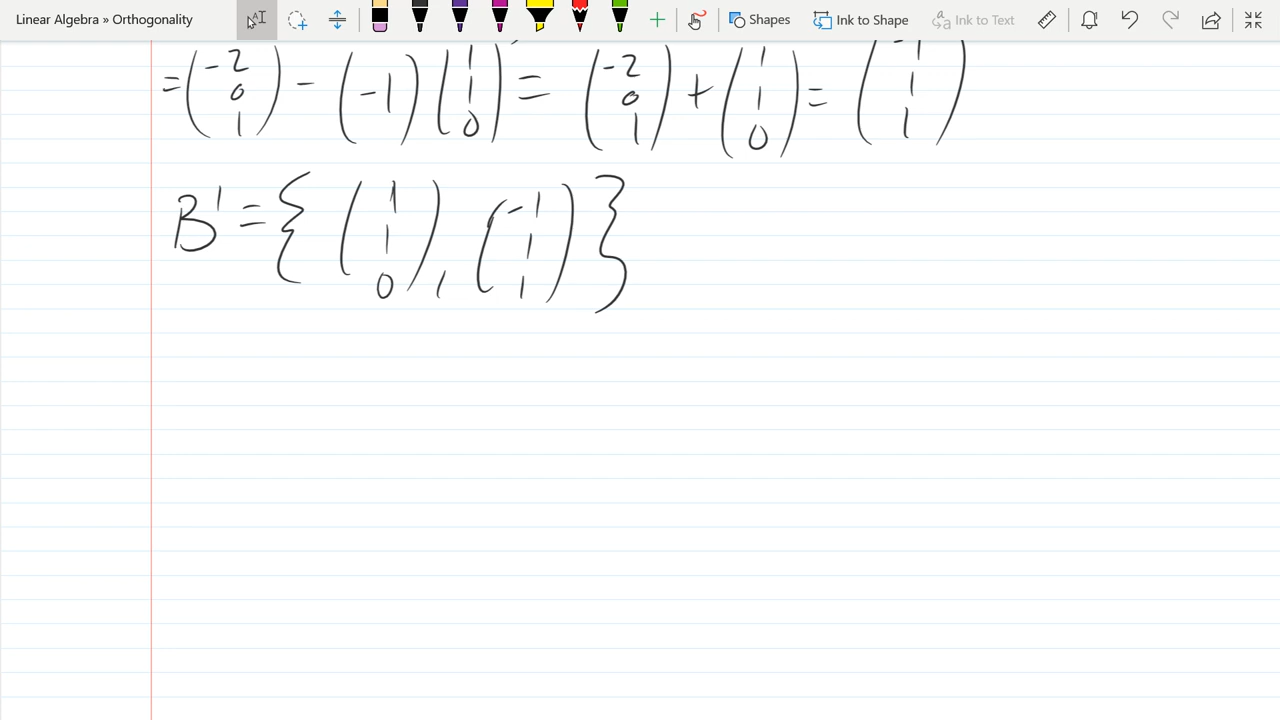 Linear Algebra » Orthogonality Shapes Ink to Shape Ink to Text
= (-2 0 1) - (-1) (1 1 0) = (-2 0 1) + (1 1 0) = (-1 1 1)
B' = { (1 1 0), (-1 1 1) }